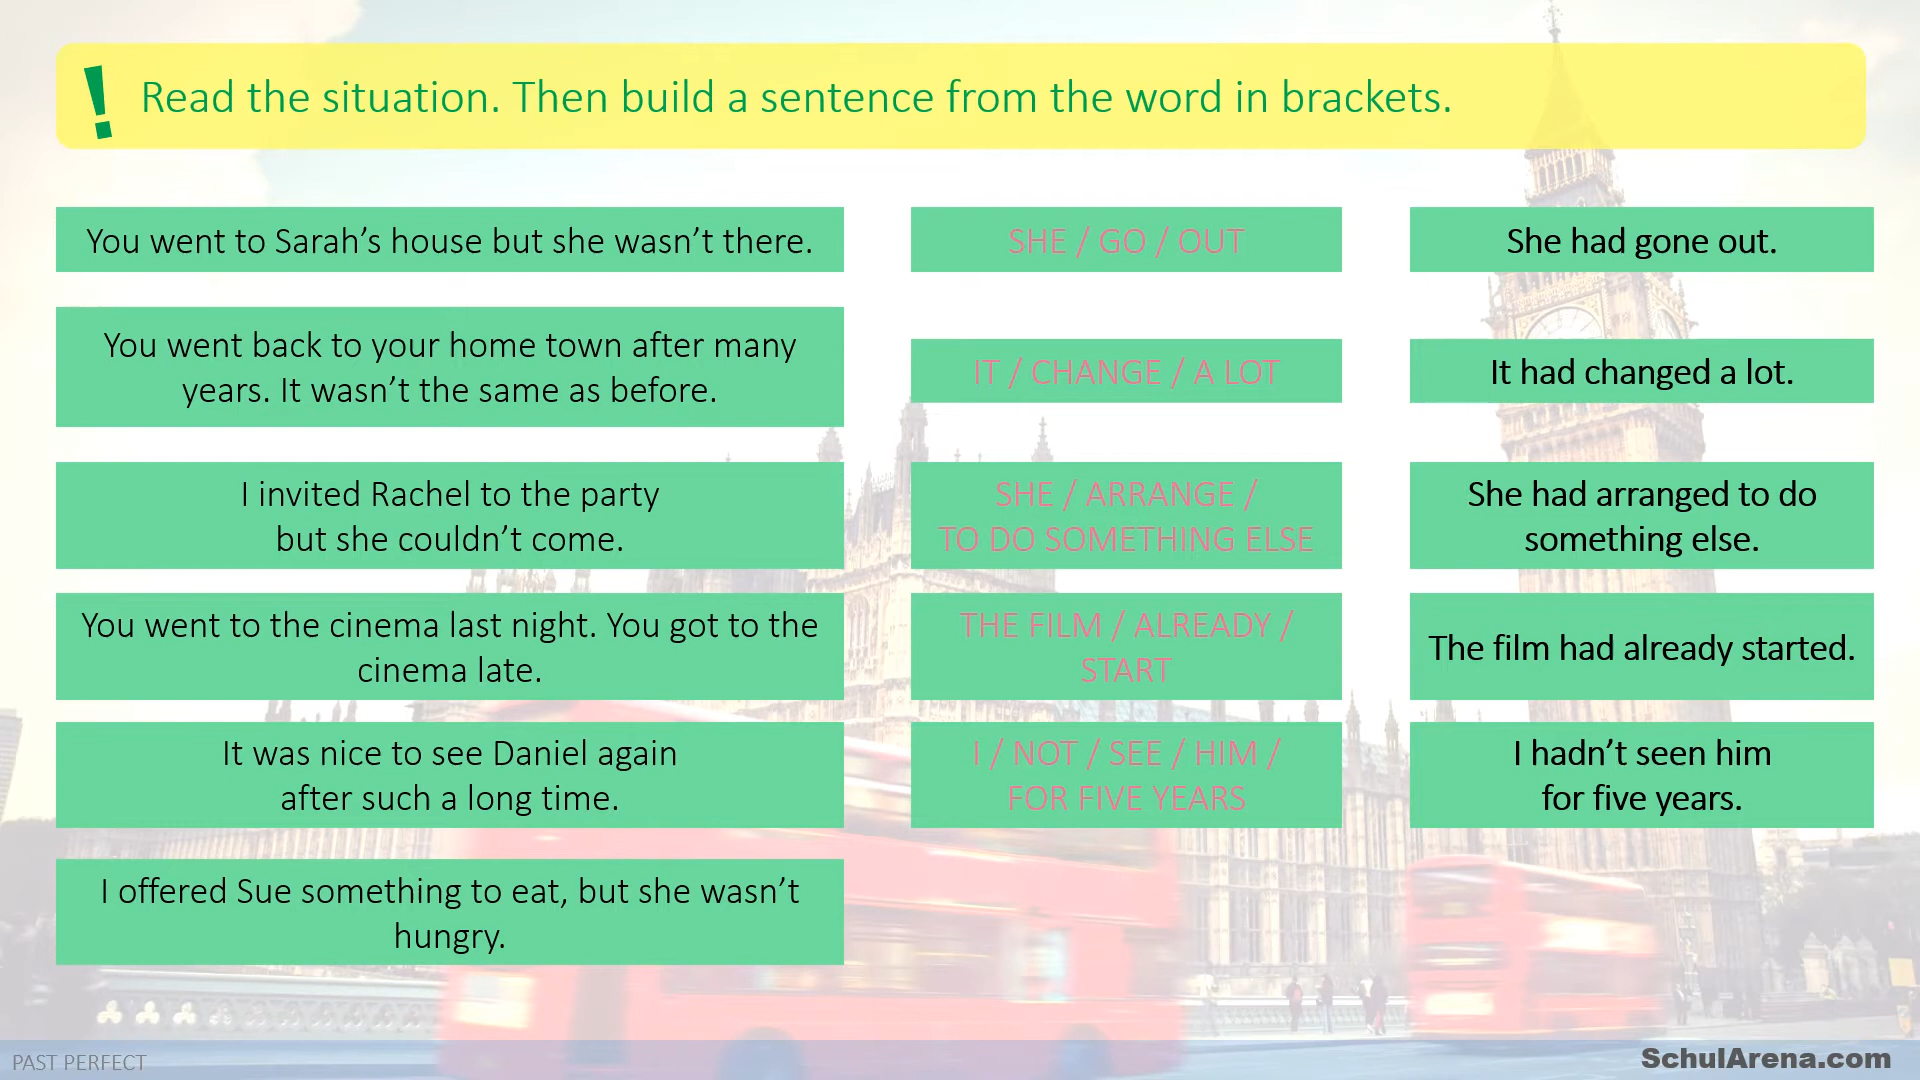 ! Read the situation. Then build a sentence from the word in brackets.
You went to Sarah’s house but she wasn’t there.
SHE / GO / OUT
She had gone out.
You went back to your home town after many
years. It wasn’t the same as before.
IT / CHANGE / A LOT
It had changed a lot.
I invited Rachel to the party
but she couldn’t come.
SHE / ARRANGE /
TO DO SOMETHING ELSE
She had arranged to do
something else.
You went to the cinema last night. You got to the
cinema late.
THE FILM / ALREADY /
START
The film had already started.
It was nice to see Daniel again
after such a long time.
I / NOT / SEE / HIM /
FOR FIVE YEARS
I hadn’t seen him
for five years.
I offered Sue something to eat, but she wasn’t
hungry.
PAST PERFECT
SchulArena.com